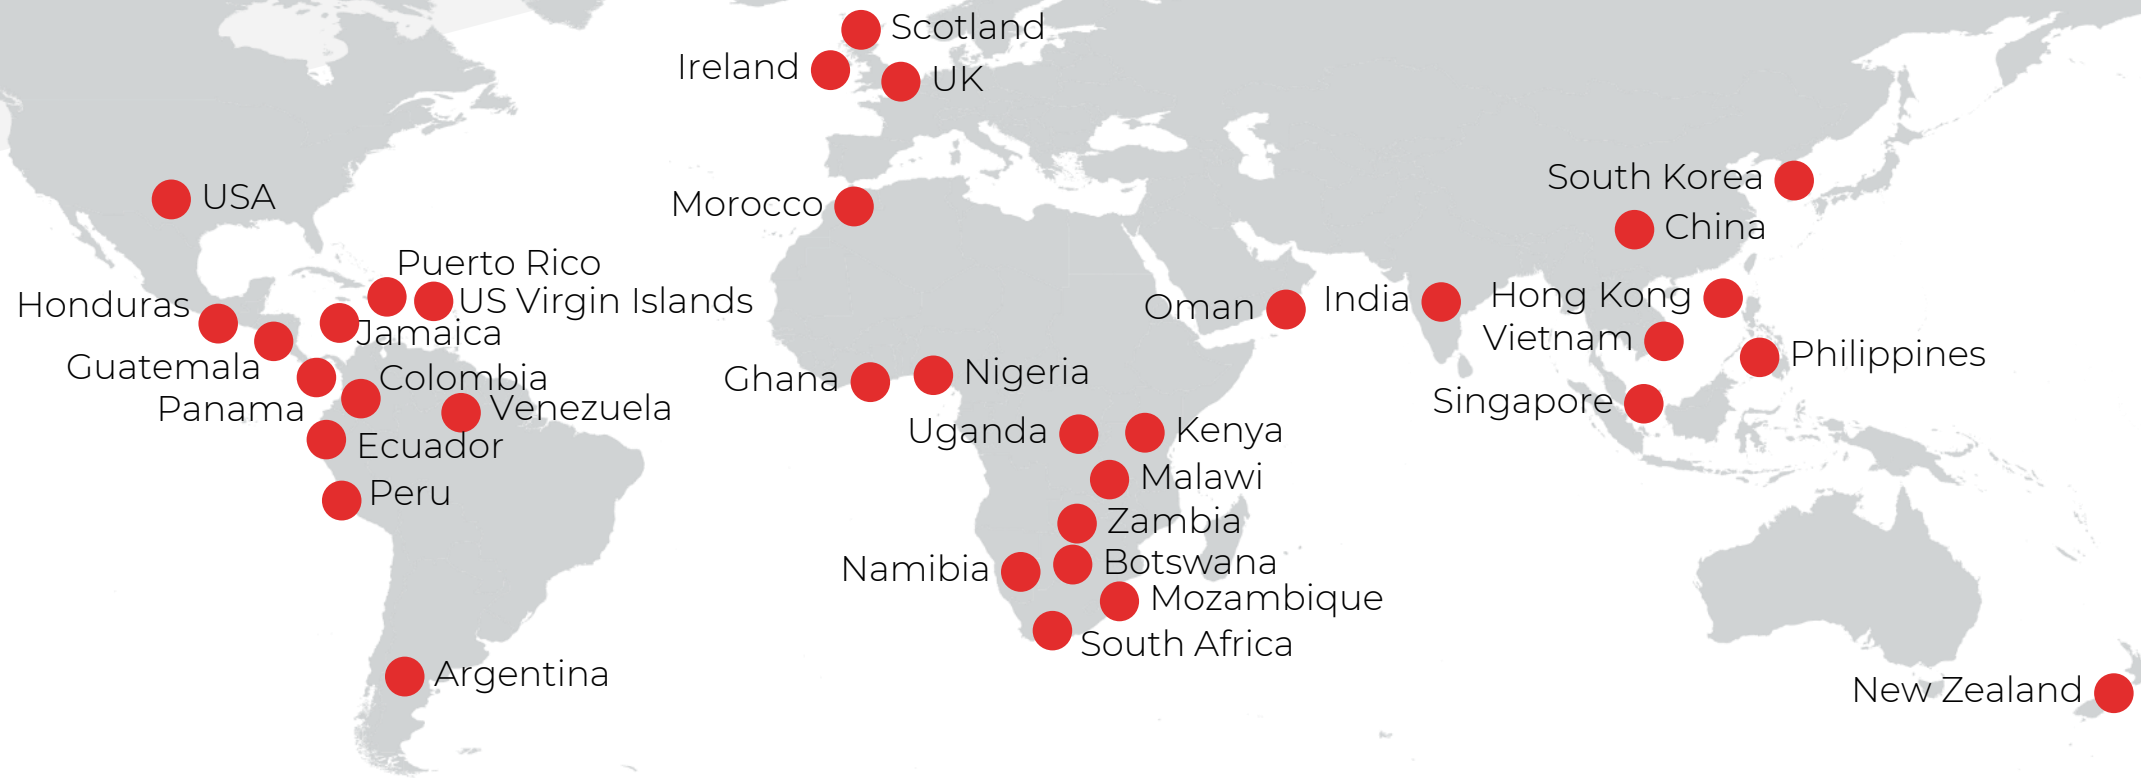 Scotland
Ireland
UK
USA
Morocco
South Korea
China
Puerto Rico
US Virgin Islands
Honduras
Jamaica
Guatemala
Panama
Colombia
Venezuela
Ecuador
Peru
Argentina
Oman
India
Hong Kong
Vietnam
Philippines
Singapore
Ghana
Nigeria
Uganda
Kenya
Malawi
Zambia
Namibia
Botswana
Mozambique
South Africa
New Zealand